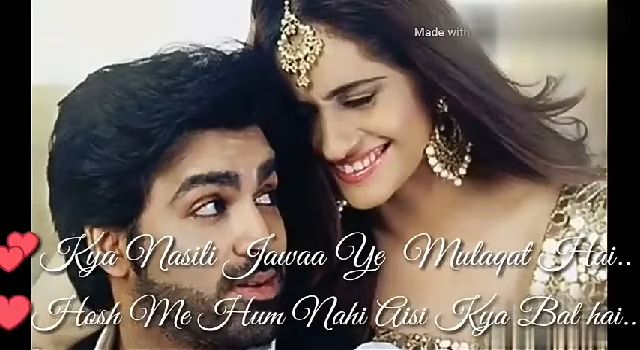 Made with
💕Kya Nasili Jawaa Ye Mulaqat Hai..
❤Hosh Me Hum Nahi Aisi Kya Bat hai..